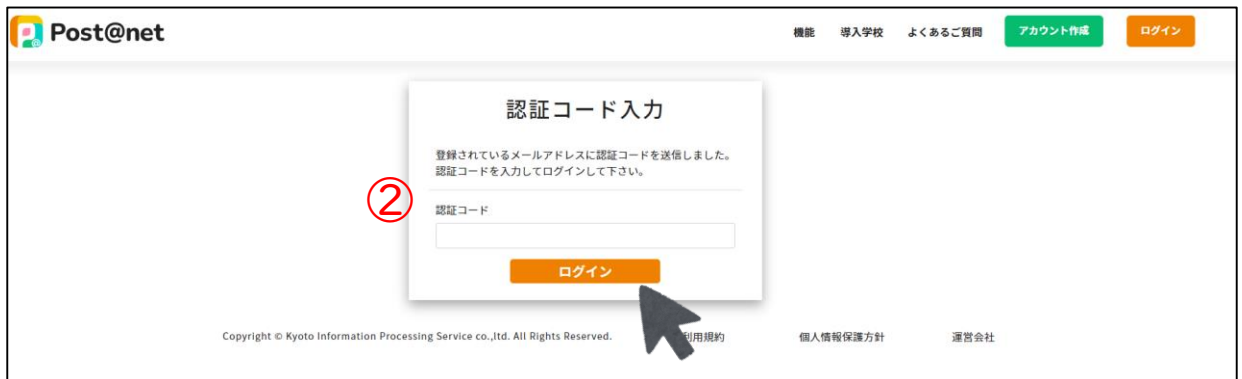 Post@net
機能 導入学校 よくあるご質問 アカウント作成 ログイン
認証コード入力
登録されているメールアドレスに認証コードを送信しました。
認証コードを入力してログインして下さい。
②
認証コード
ログイン
Copyright © Kyoto Information Processing Service co.,ltd. All Rights Reserved. 利用規約 個人情報保護方針 運営会社